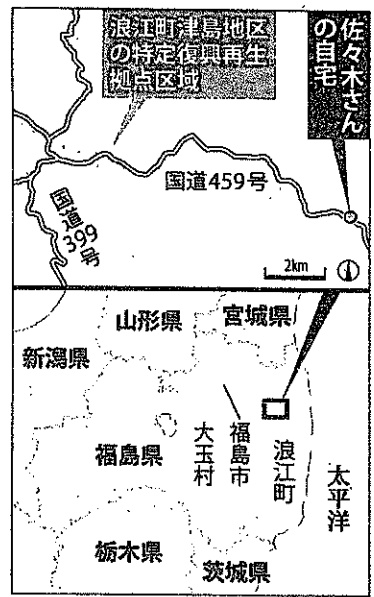 浪江町津島地区
の特定復興再生
拠点区域
佐々木さん
の自宅
国道459号
国道
399
号
2km
山形県
宮城県
新潟県
福島県
福島市
大玉村
浪江町
太平洋
栃木県
茨城県